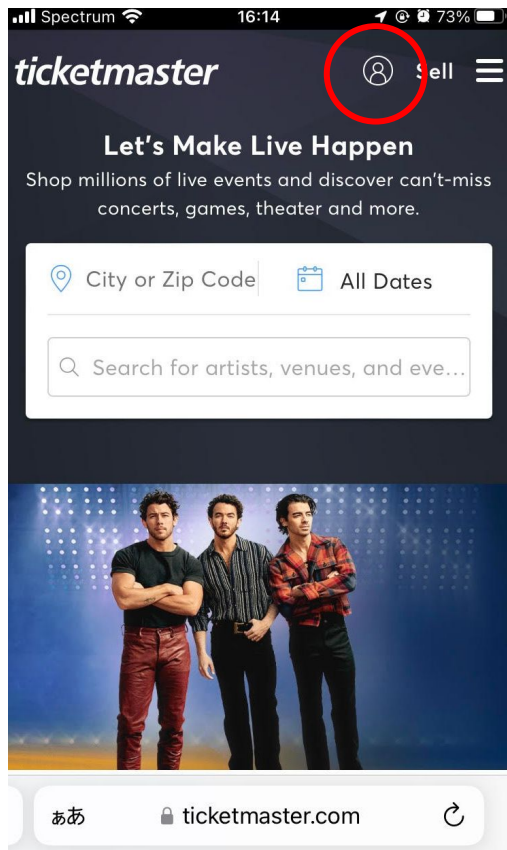 Spectrum 16:14 73%
ticketmaster Sell
Let's Make Live Happen
Shop millions of live events and discover can't-miss
concerts, games, theater and more.
City or Zip Code All Dates
Search for artists, venues, and eve...
ぁあ ticketmaster.com